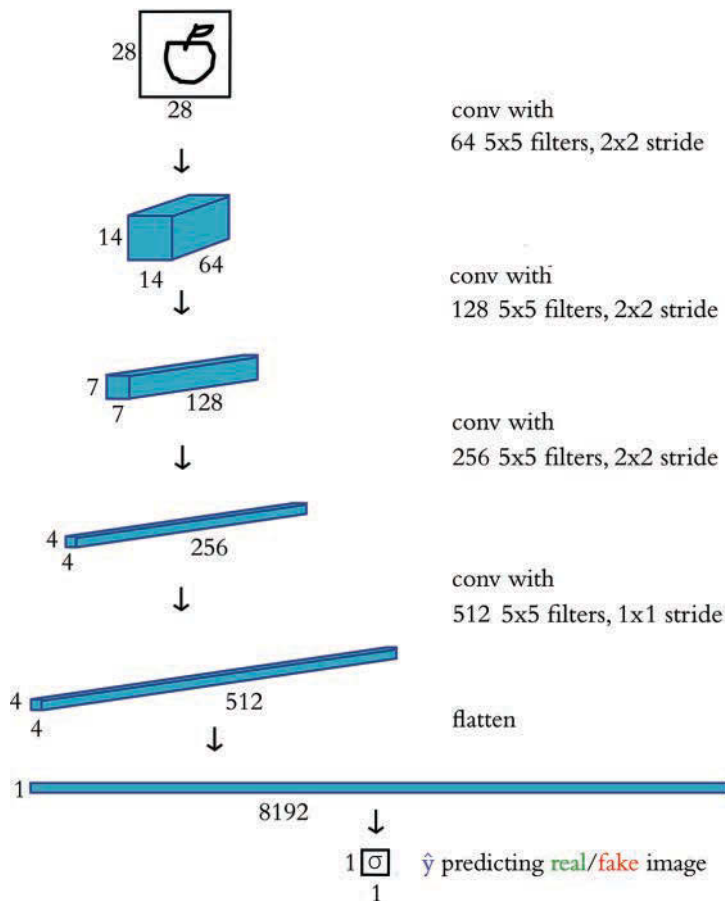 28
28
conv with
64 5x5 filters, 2x2 stride
14
14
64
conv with
128 5x5 filters, 2x2 stride
7
7
128
conv with
256 5x5 filters, 2x2 stride
4
4
256
conv with
512 5x5 filters, 1x1 stride
4
4
512
flatten
1
8192
1
σ
1
ŷ predicting real/fake image